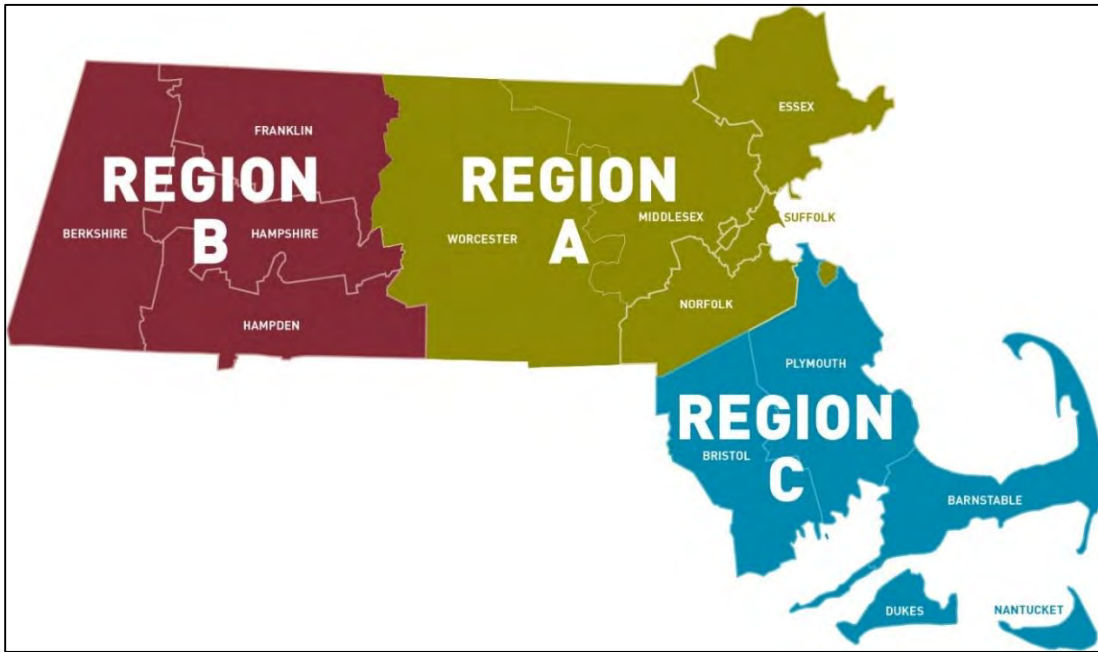 ESSEX
FRANKLIN
REGION
B
REGION
A
SUFFOLK
MIDDLESEX
BERKSHIRE
HAMPSHIRE
WORCESTER
NORFOLK
HAMPDEN
PLYMOUTH
REGION
C
BRISTOL
BARNSTABLE
DUKES
NANTUCKET